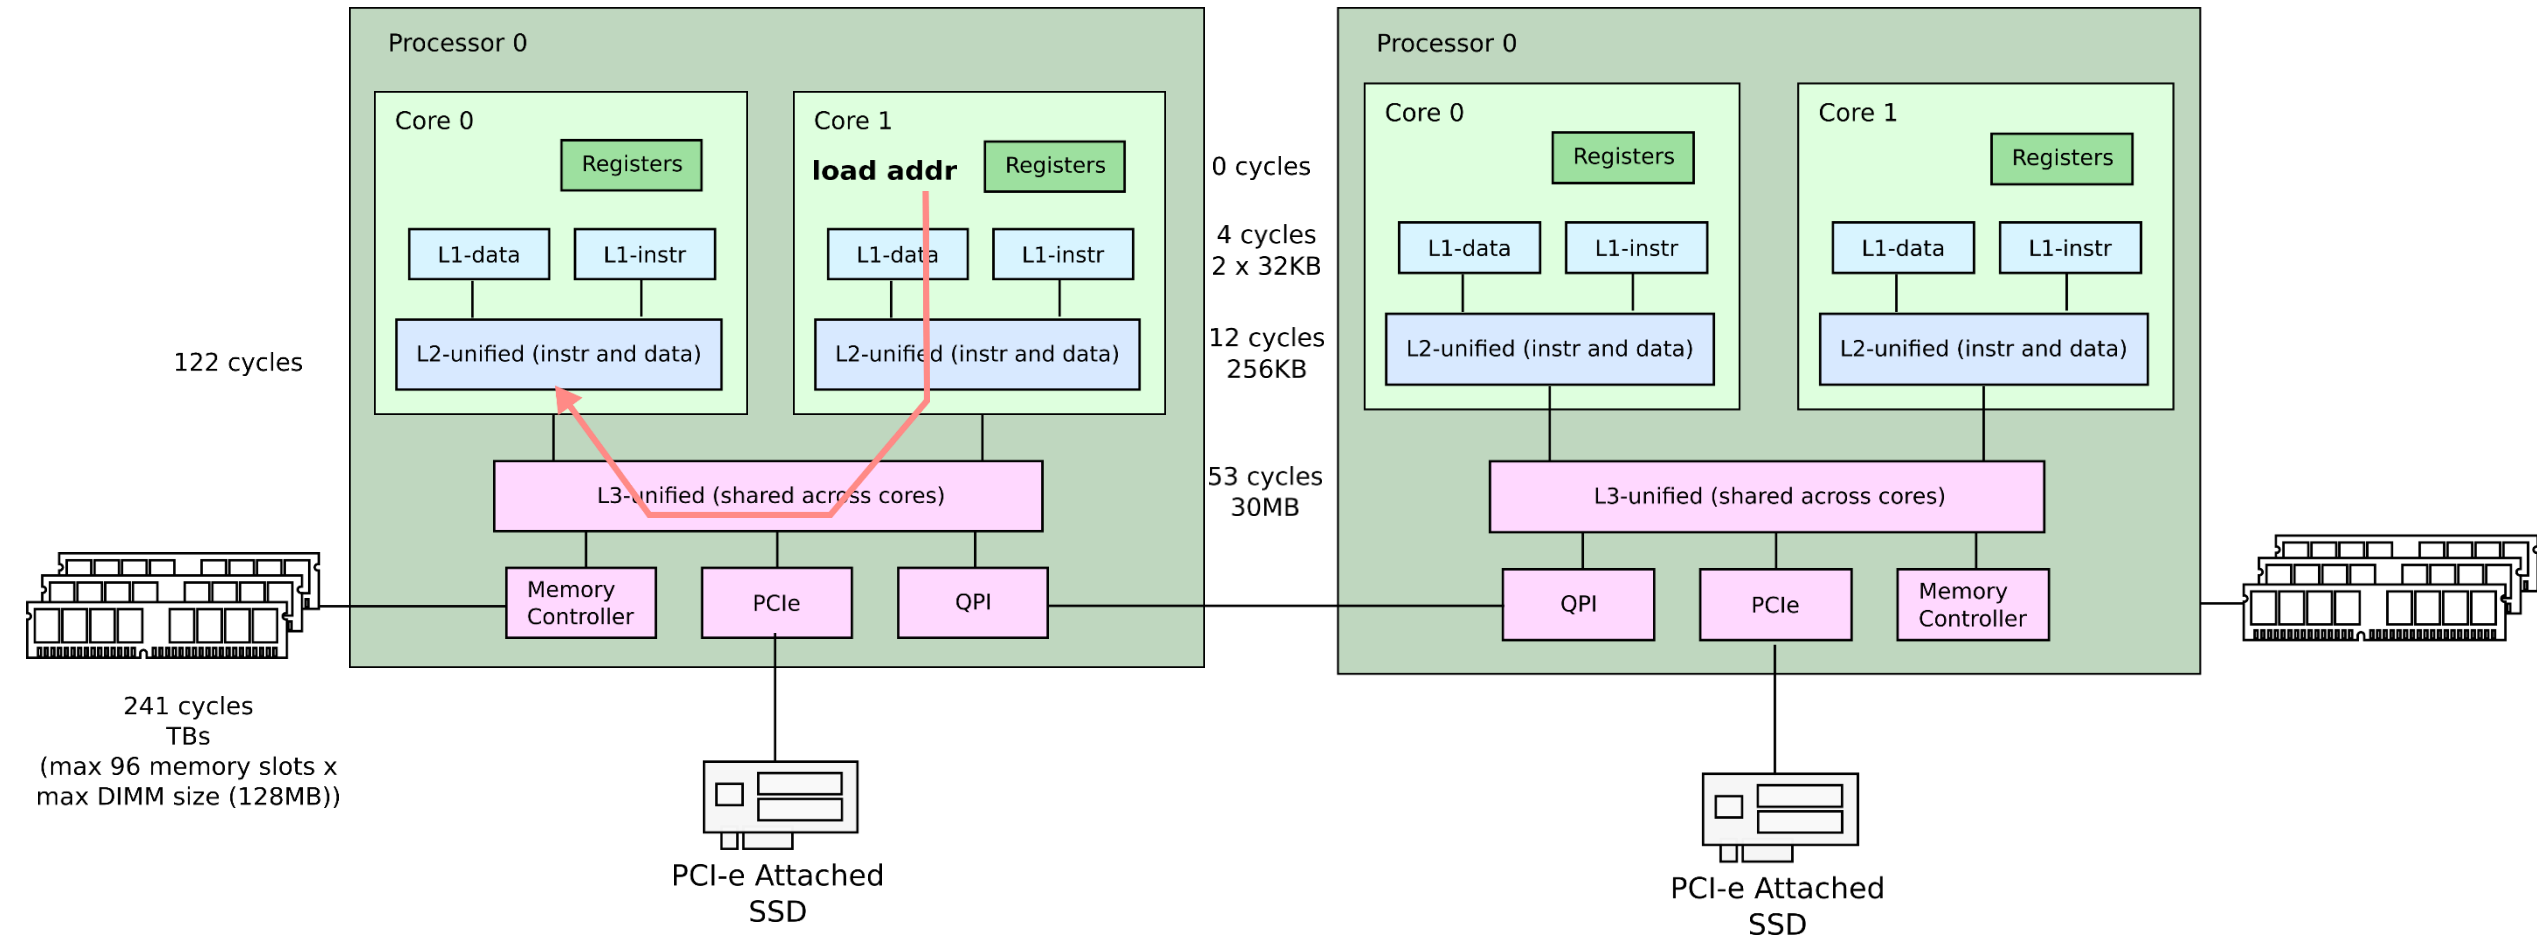 Processor 0
Core 0
Registers
L1-data
L1-instr
L2-unified (instr and data)
Core 1
load addr
Registers
L1-data
L1-instr
L2-unified (instr and data)
L3-unified (shared across cores)
Memory
Controller
PCIe
QPI
122 cycles
241 cycles
TBs
(max 96 memory slots x
max DIMM size (128MB))
PCI-e Attached
SSD
0 cycles
4 cycles
2 x 32KB
12 cycles
256KB
53 cycles
30MB
Processor 0
Core 0
Registers
L1-data
L1-instr
L2-unified (instr and data)
Core 1
Registers
L1-data
L1-instr
L2-unified (instr and data)
L3-unified (shared across cores)
QPI
PCIe
Memory
Controller
PCI-e Attached
SSD